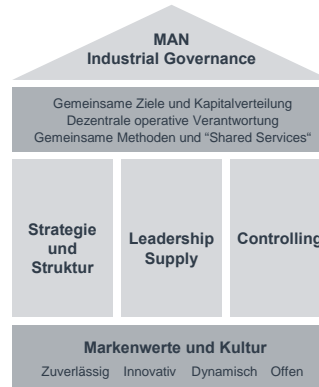 MAN
Industrial Governance
Gemeinsame Ziele und Kapitalverteilung
Dezentrale operative Verantwortung
Gemeinsame Methoden und “Shared Services“
Strategie
und
Struktur
Leadership
Supply
Controlling
Markenwerte und Kultur
Zuverlässig Innovativ Dynamisch Offen